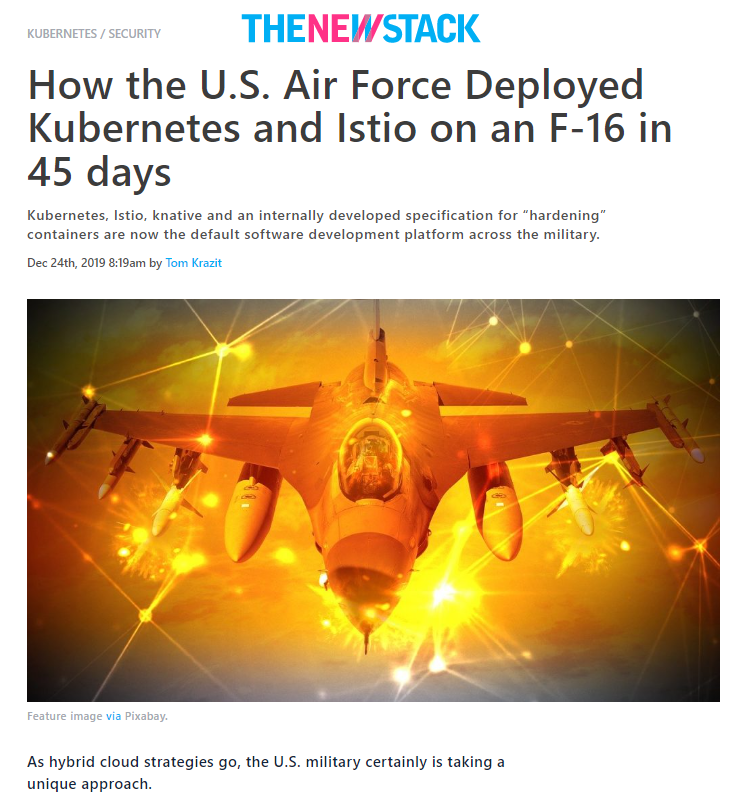 KUBERNETES / SECURITY
THENEWSTACK
How the U.S. Air Force Deployed
Kubernetes and Istio on an F-16 in
45 days
Kubernetes, Istio, knative and an internally developed specification for “hardening”
containers are now the default software development platform across the military.
Dec 24th, 2019 8:19am by Tom Krazit
Feature image via Pixabay.
As hybrid cloud strategies go, the U.S. military certainly is taking a
unique approach.